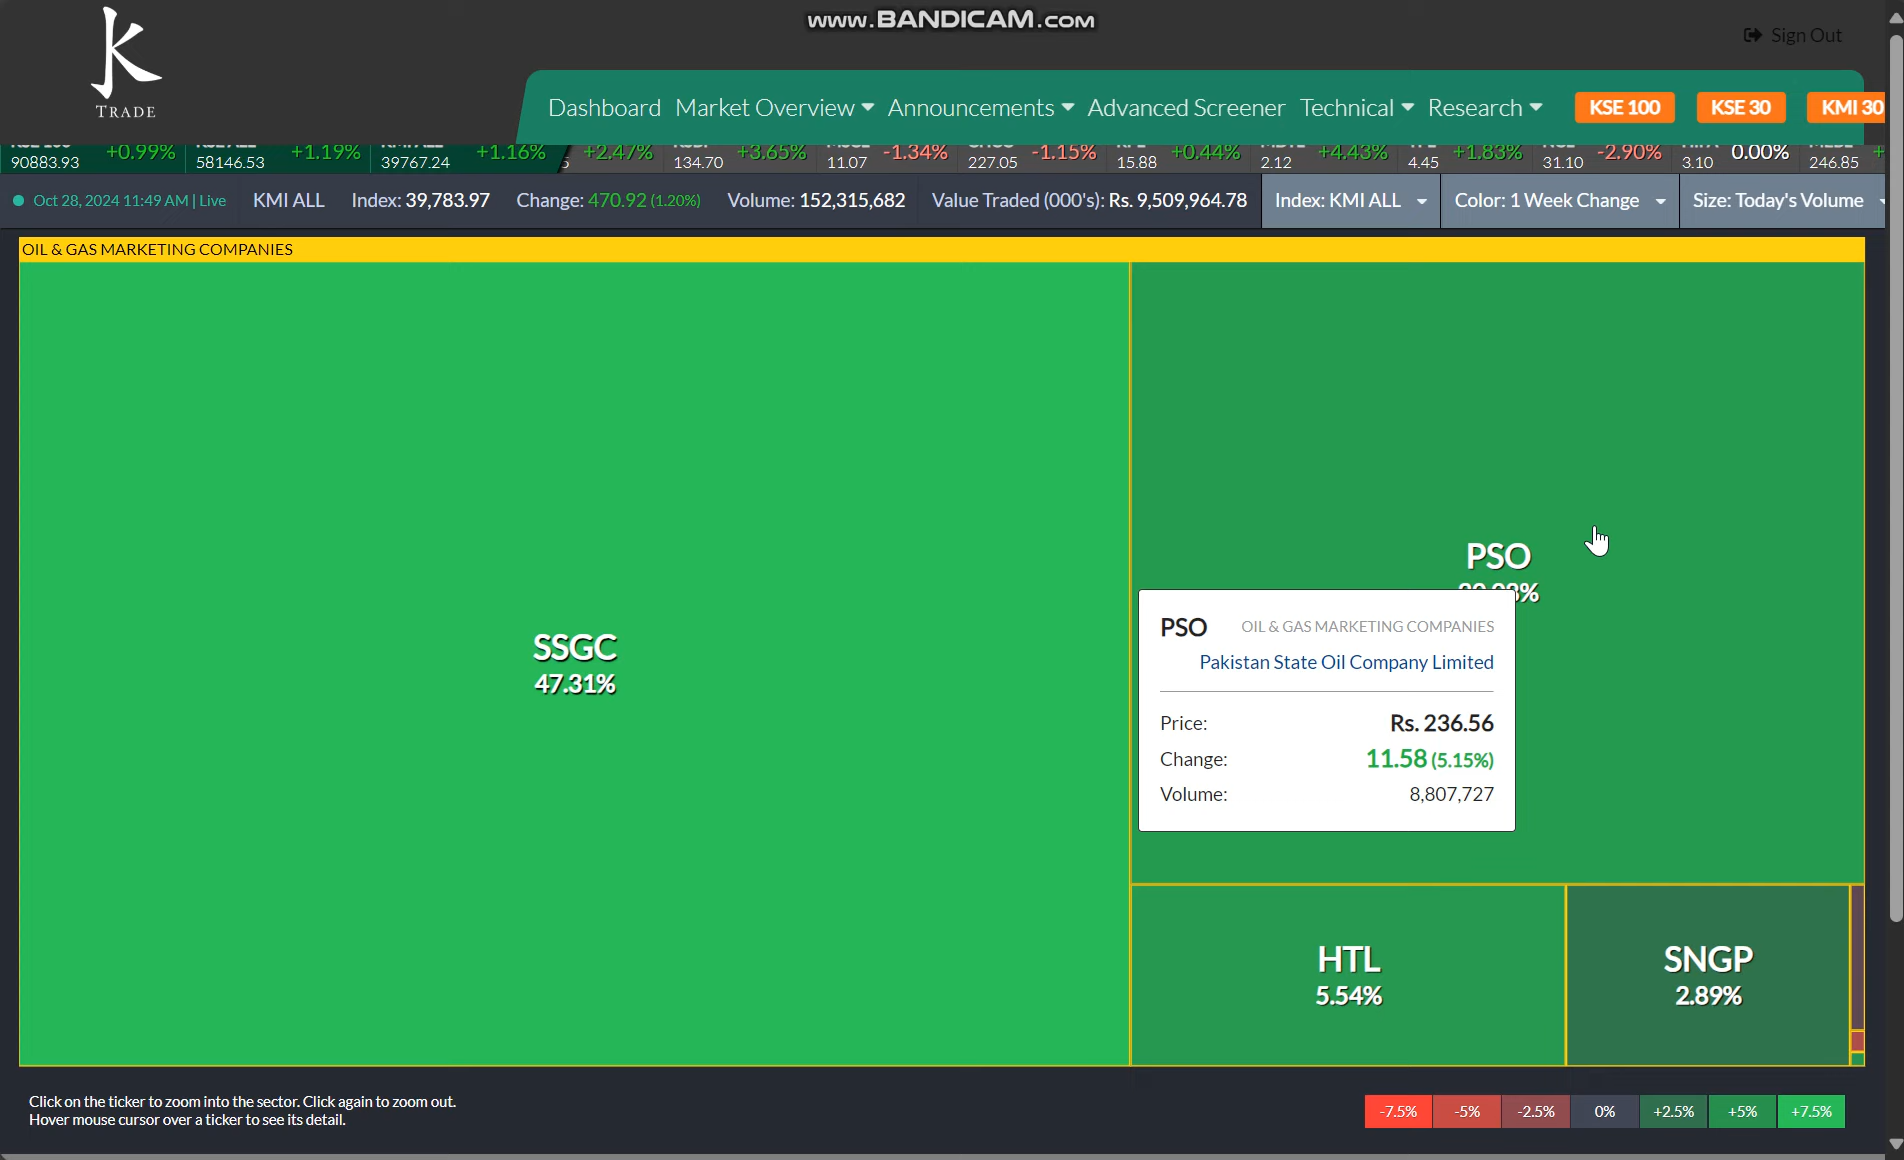 www.BANDICAM.com
Sign Out
TRADE
Dashboard Market Overview Announcements Advanced Screener Technical Research KSE 100 KSE 30 KMI 30
90883.93 +0.99% 58146.53 +1.19% 39767.24 +1.16% +2.47% 134.70 +3.65% 11.07 -1.34% 227.05 -1.15% 15.88 +0.44% 2.12 +4.43% 4.45 +1.83% 31.10 -2.90% 3.10 0.00% 246.85
Oct 28, 2024 11:49 AM | Live KMI ALL Index: 39,783.97 Change: 470.92 (1.20%) Volume: 152,315,682 Value Traded (000's): Rs. 9,509,964.78 Index: KMI ALL Color: 1 Week Change Size: Today's Volume
OIL & GAS MARKETING COMPANIES
SSGC
47.31%
PSO
PSO OIL & GAS MARKETING COMPANIES
Pakistan State Oil Company Limited
Price: Rs. 236.56
Change: 11.58 (5.15%)
Volume: 8,807,727
HTL
5.54%
SNGP
2.89%
Click on the ticker to zoom into the sector. Click again to zoom out.
Hover mouse cursor over a ticker to see its detail.
-7.5% -5% -2.5% 0% +2.5% +5% +7.5%